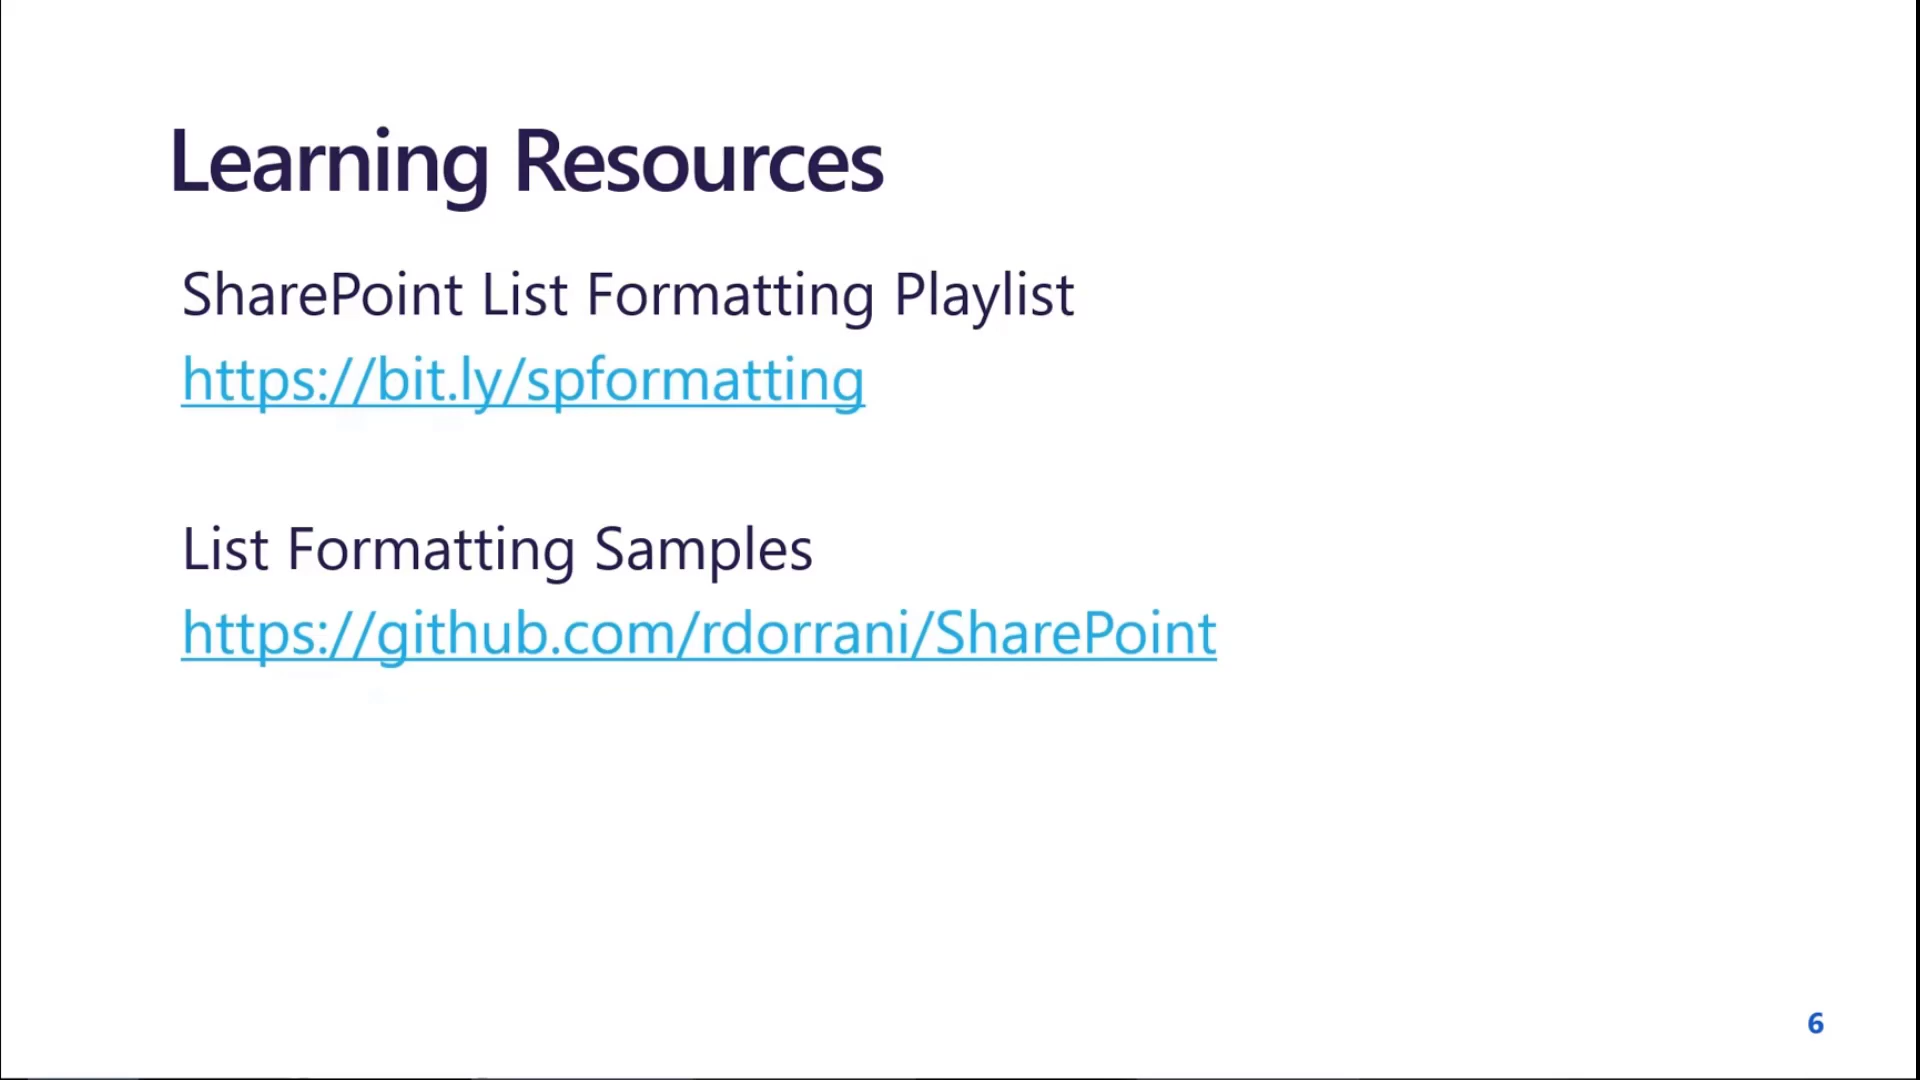 Learning Resources
SharePoint List Formatting Playlist
https://bit.ly/spformatting
List Formatting Samples
https://github.com/rdorrani/SharePoint
6